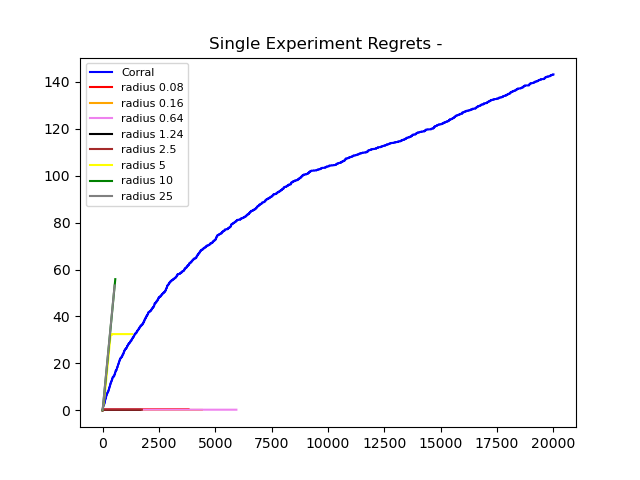 Single Experiment Regrets -
Corral
radius 0.08
radius 0.16
radius 0.64
radius 1.24
radius 2.5
radius 5
radius 10
radius 25
140
120
100
80
60
40
20
0
0 2500 5000 7500 10000 12500 15000 17500 20000